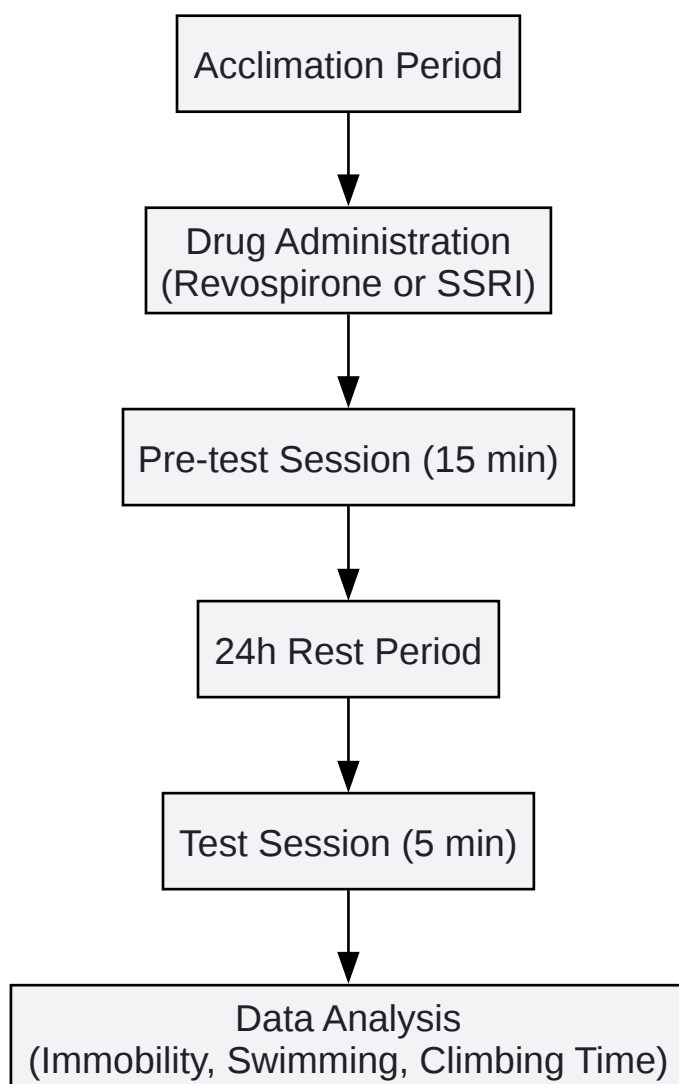 Acclimation Period
Drug Administration
(Revospirone or SSRI)
Pre-test Session (15 min)
24h Rest Period
Test Session (5 min)
Data Analysis
(Immobility, Swimming, Climbing Time)